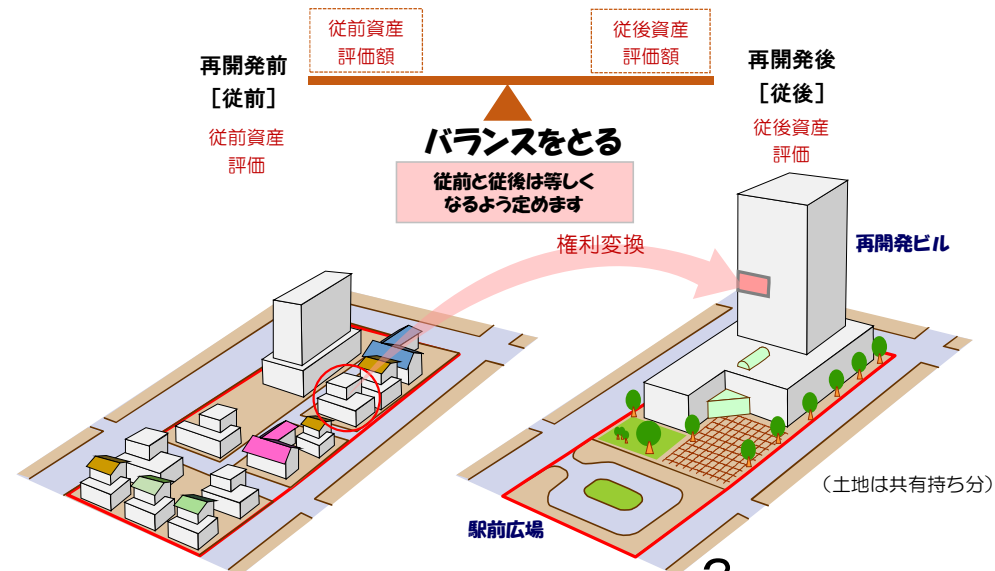 従前資産
評価額
従後資産
評価額
再開発前
［従前］
再開発後
［従後］
従前資産
評価
従後資産
評価
バランスをとる
従前と従後は等しく
なるよう定めます
権利変換
再開発ビル
（土地は共有持ち分）
駅前広場